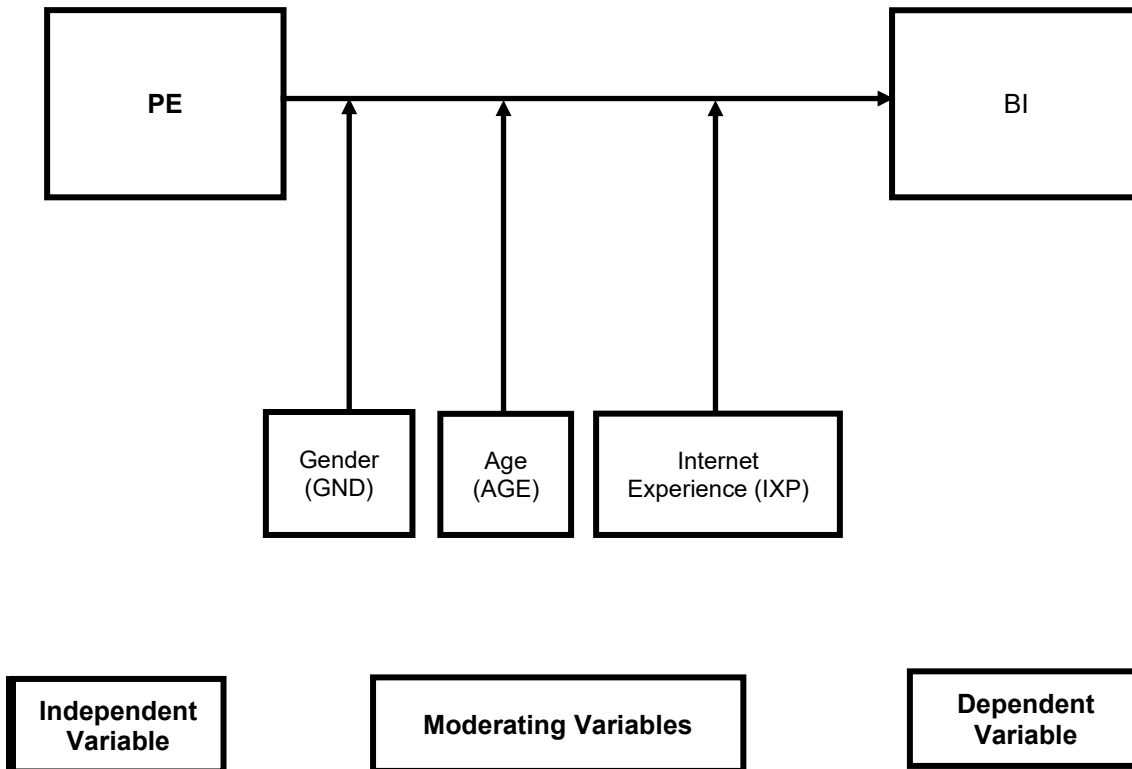 PE
BI
Gender
(GND)
Age
(AGE)
Internet
Experience (IXP)
Independent
Variable
Moderating Variables
Dependent
Variable